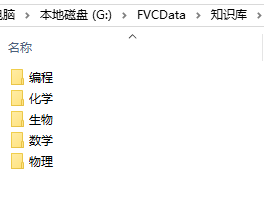 电脑 > 本地磁盘 (G:) > FVCData > 知识库 >
名称
编程
化学
生物
数学
物理